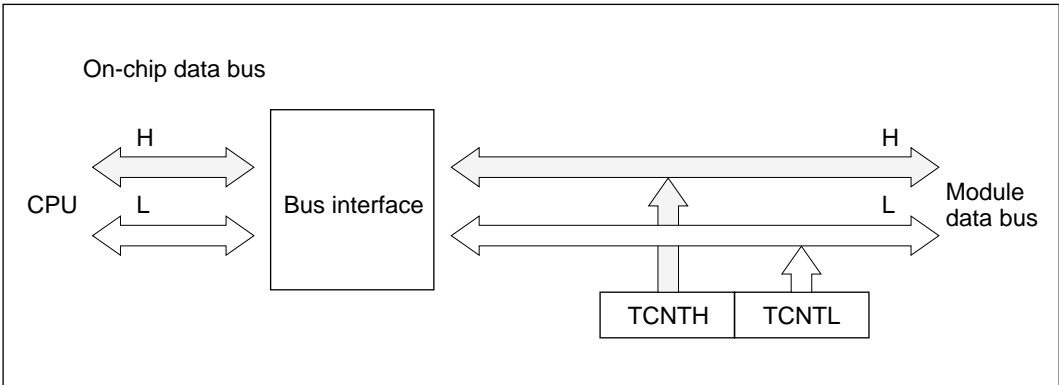 On-chip data bus
H
H
CPU
L
Bus interface
L
Module
data bus
TCNTH
TCNTL